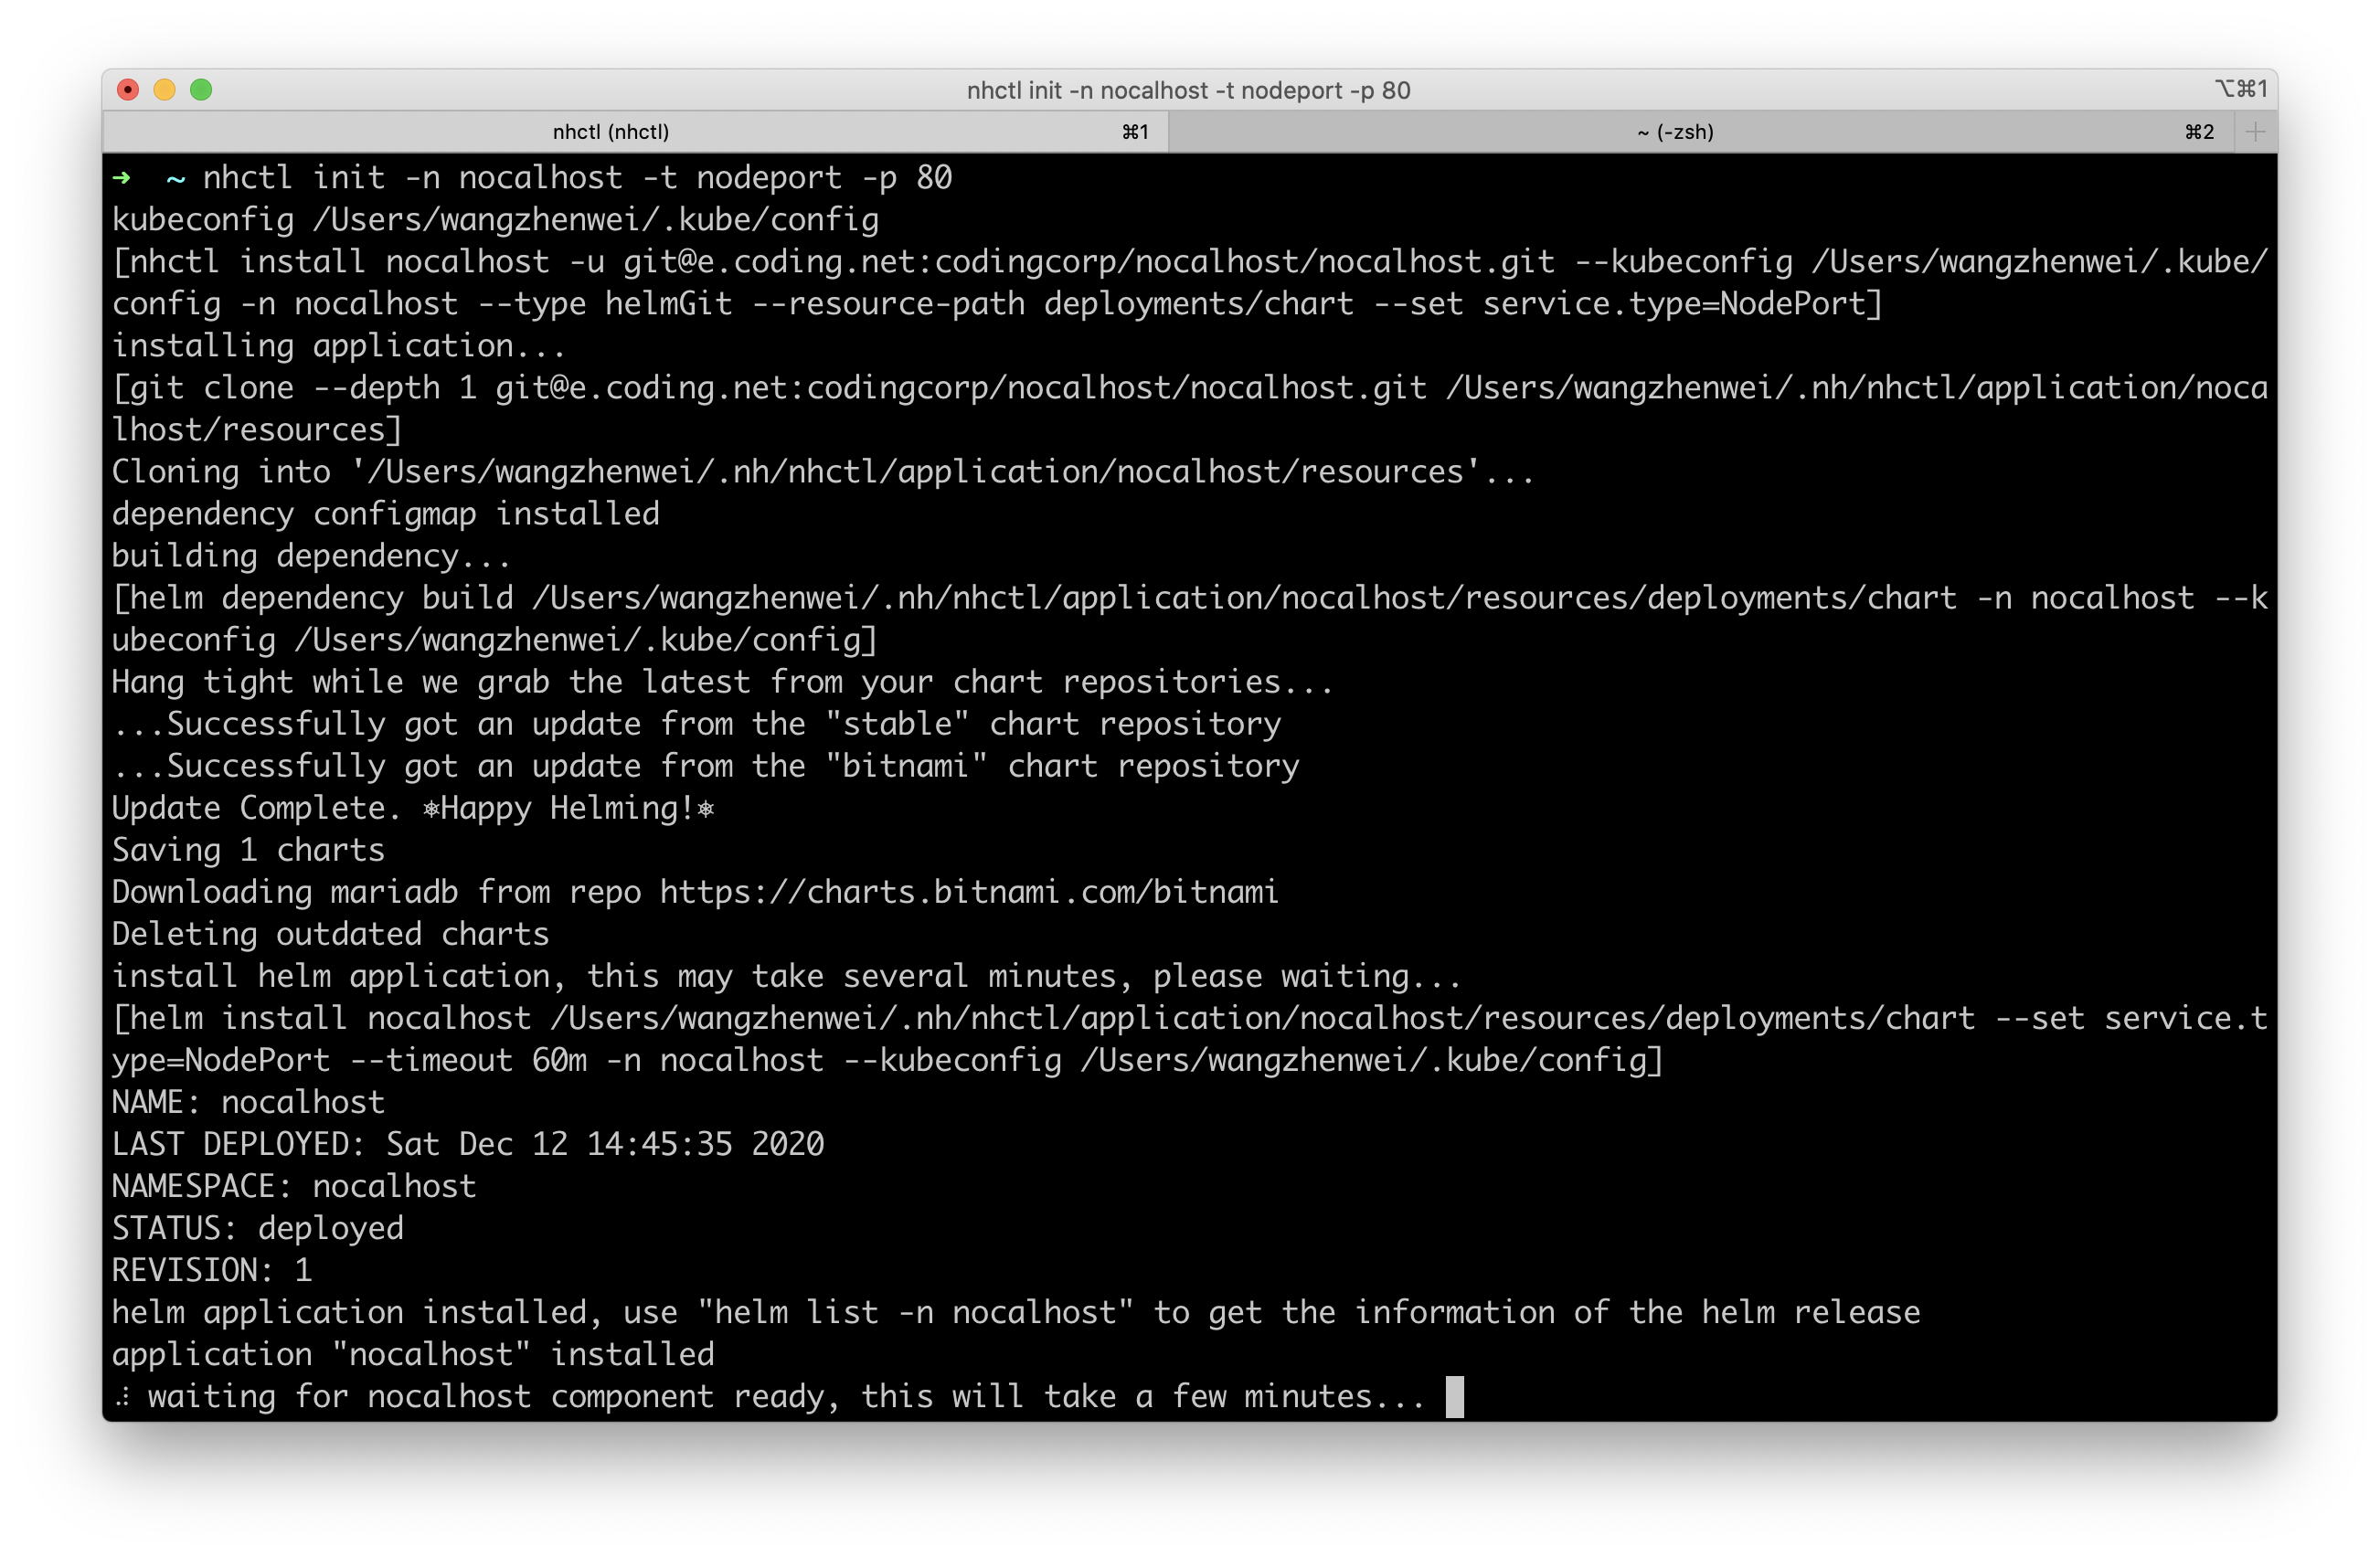 nhctl init -n nocalhost -t nodeport -p 80
⌥⌘1
nhctl (nhctl)
⌘1
~ (-zsh)
⌘2
+
➜  ~ nhctl init -n nocalhost -t nodeport -p 80
kubeconfig /Users/wangzhenwei/.kube/config
[nhctl install nocalhost -u git@e.coding.net:codingcorp/nocalhost/nocalhost.git --kubeconfig /Users/wangzhenwei/.kube/
config -n nocalhost --type helmGit --resource-path deployments/chart --set service.type=NodePort]
installing application...
[git clone --depth 1 git@e.coding.net:codingcorp/nocalhost/nocalhost.git /Users/wangzhenwei/.nh/nhctl/application/noca
lhost/resources]
Cloning into '/Users/wangzhenwei/.nh/nhctl/application/nocalhost/resources'...
dependency configmap installed
building dependency...
[helm dependency build /Users/wangzhenwei/.nh/nhctl/application/nocalhost/resources/deployments/chart -n nocalhost --k
ubeconfig /Users/wangzhenwei/.kube/config]
Hang tight while we grab the latest from your chart repositories...
...Successfully got an update from the "stable" chart repository
...Successfully got an update from the "bitnami" chart repository
Update Complete. ⎈Happy Helming!⎈
Saving 1 charts
Downloading mariadb from repo https://charts.bitnami.com/bitnami
Deleting outdated charts
install helm application, this may take several minutes, please waiting...
[helm install nocalhost /Users/wangzhenwei/.nh/nhctl/application/nocalhost/resources/deployments/chart --set service.t
ype=NodePort --timeout 60m -n nocalhost --kubeconfig /Users/wangzhenwei/.kube/config]
NAME: nocalhost
LAST DEPLOYED: Sat Dec 12 14:45:35 2020
NAMESPACE: nocalhost
STATUS: deployed
REVISION: 1
helm application installed, use "helm list -n nocalhost" to get the information of the helm release
application "nocalhost" installed
⣰ waiting for nocalhost component ready, this will take a few minutes...